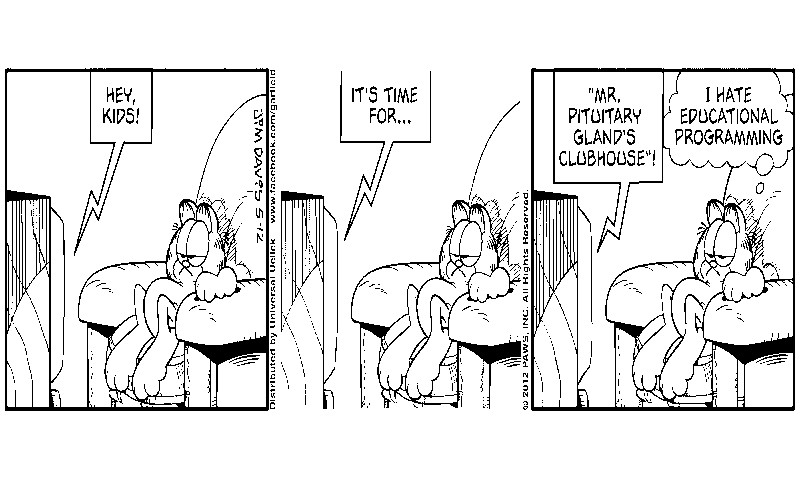 HEY,
KIDS!
JPM DAVIS 5-12
www.facebook.com/garfield
Distributed by Universal Uclick
IT'S TIME
FOR...
© 2012 PAWS, INC. All Rights Reserved.
"MR.
PITUITARY
GLAND'S
CLUBHOUSE"!
I HATE
EDUCATIONAL
PROGRAMMING